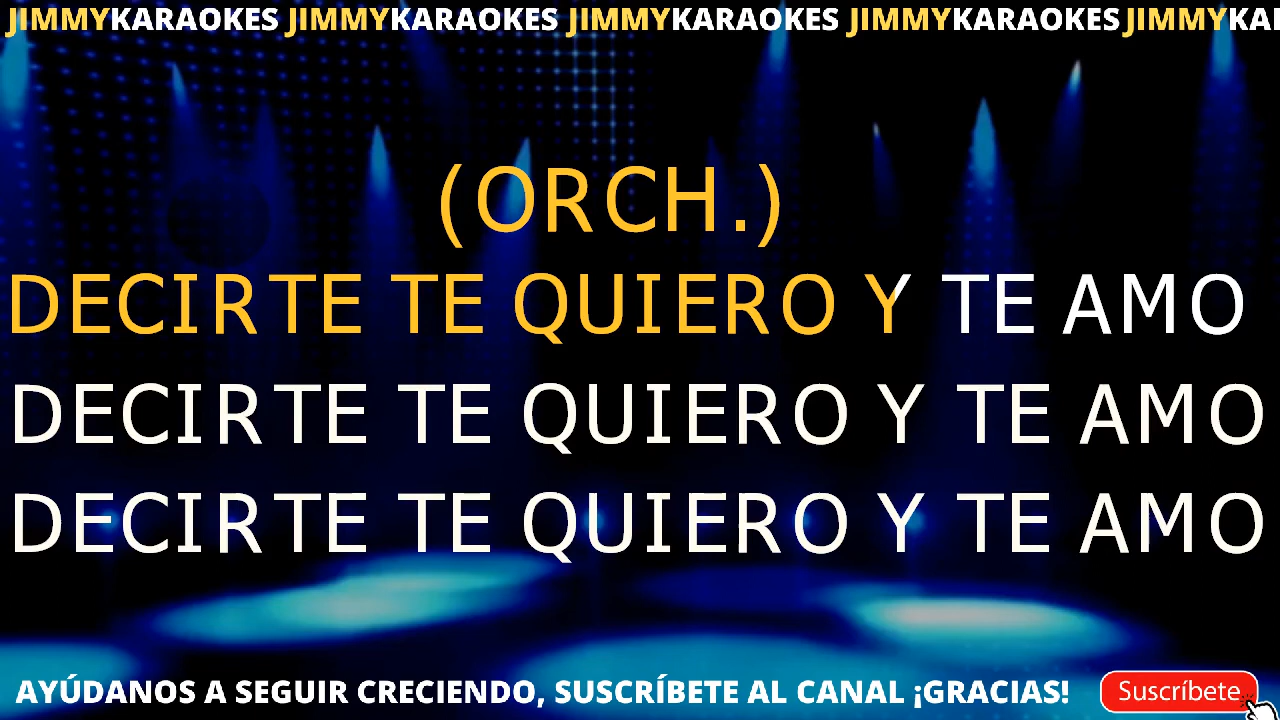 JIMMYKARAOKES JIMMYKARAOKES JIMMYKARAOKES JIMMYKARAOKES JIMMYKAI
(ORCH.)
DECIRTE TE QUIERO Y TE AMO
DECIRTE TE QUIERO Y TE AMO
DECIRTE TE QUIERO Y TE AMO
AYÚDANOS A SEGUIR CRECIENDO, SUSCRÍBETE AL CANAL ¡GRACIAS! Suscríbete